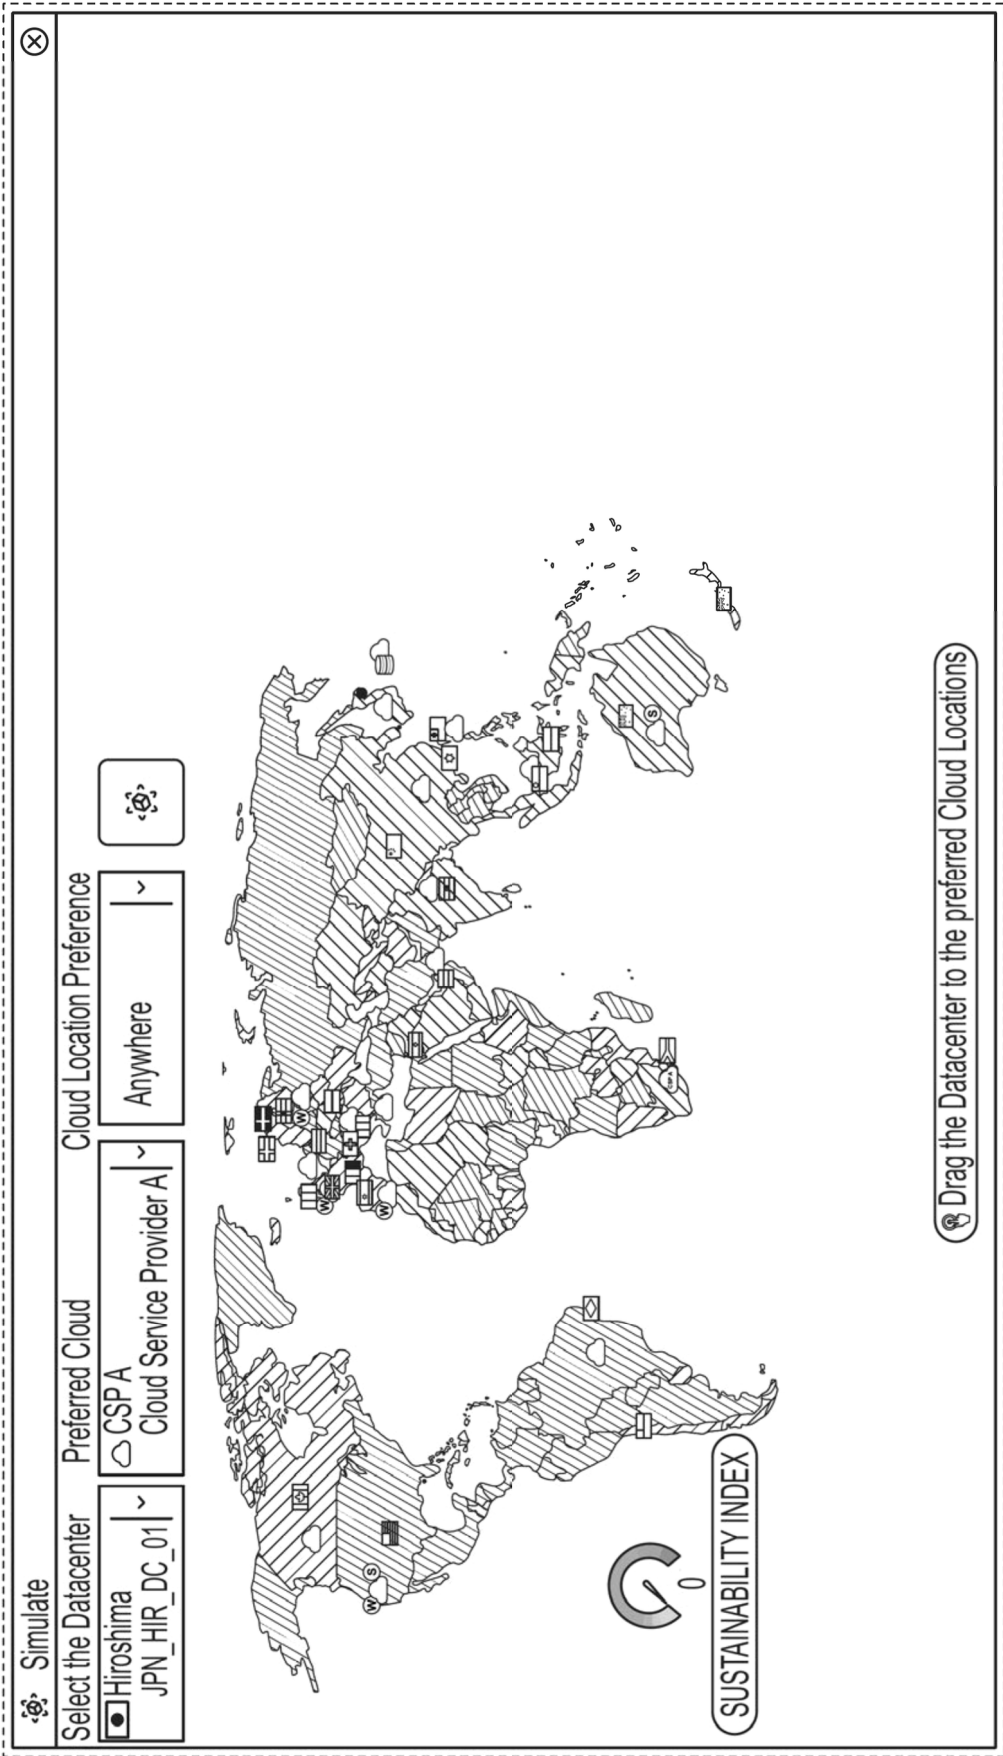 Simulate
Select the Datacenter
Preferred Cloud
Cloud Location Preference
Hiroshima
JPN_HIR_DC_01
CSP A
Cloud Service Provider A
Anywhere
W
S
W
W
W
S
CSP A
0
SUSTAINABILITY INDEX
Drag the Datacenter to the preferred Cloud Locations